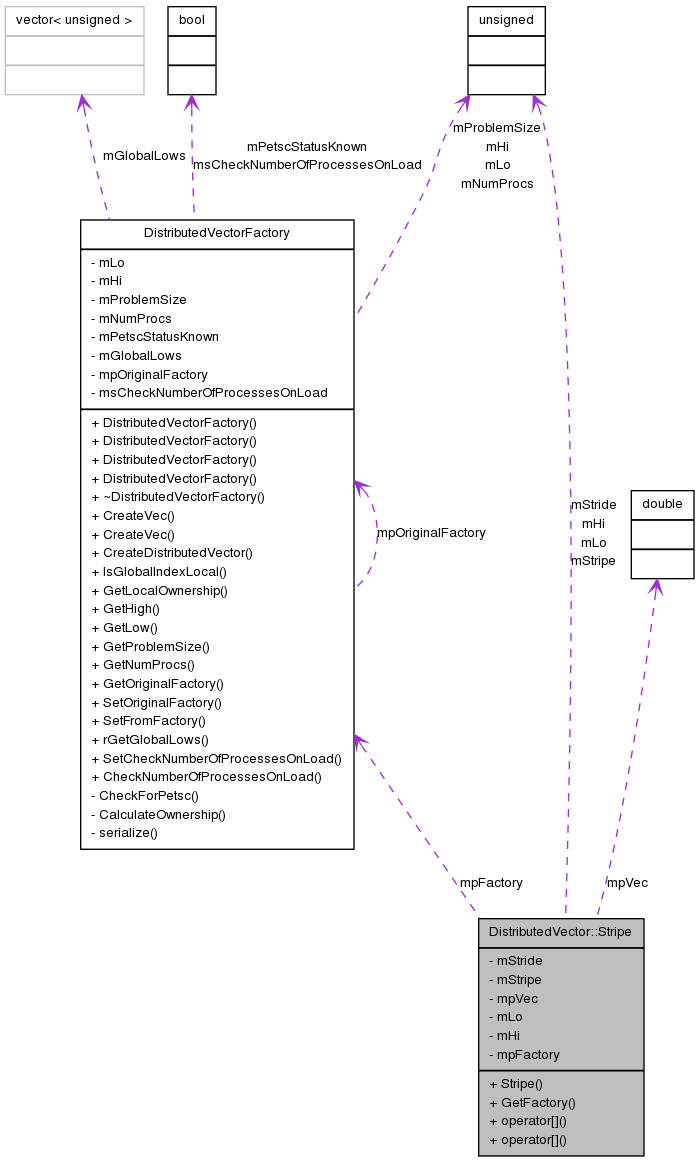 vector< unsigned >
bool
unsigned
mGlobalLows
mPetscStatusKnown
msCheckNumberOfProcessesOnLoad
mProblemSize
mHi
mLo
mNumProcs
DistributedVectorFactory
- mLo
- mHi
- mProblemSize
- mNumProcs
- mPetscStatusKnown
- mGlobalLows
- mpOriginalFactory
- msCheckNumberOfProcessesOnLoad
+ DistributedVectorFactory()
+ DistributedVectorFactory()
+ DistributedVectorFactory()
+ DistributedVectorFactory()
+ ~DistributedVectorFactory()
+ CreateVec()
+ CreateVec()
+ CreateDistributedVector()
+ IsGlobalIndexLocal()
+ GetLocalOwnership()
+ GetHigh()
+ GetLow()
+ GetProblemSize()
+ GetNumProcs()
+ GetOriginalFactory()
+ SetOriginalFactory()
+ SetFromFactory()
+ rGetGlobalLows()
+ SetCheckNumberOfProcessesOnLoad()
+ CheckNumberOfProcessesOnLoad()
- CheckForPetsc()
- CalculateOwnership()
- serialize()
mpOriginalFactory
mStride
mHi
mLo
mStripe
double
mpFactory
mpVec
DistributedVector::Stripe
- mStride
- mStripe
- mpVec
- mLo
- mHi
- mpFactory
+ Stripe()
+ GetFactory()
+ operator[]()
+ operator[]()